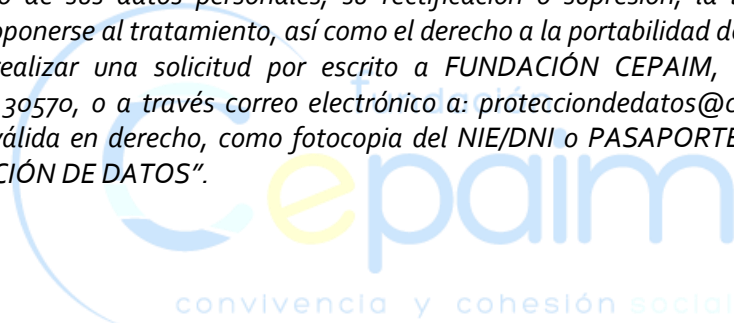 o de sus datos personales, su rectificación o supresión, la l
oponerse al tratamiento, así como el derecho a la portabilidad de
realizar una solicitud por escrito a FUNDACIÓN CEPAIM,
30570, o a través correo electrónico a: protecciondedatos@c
fundación
válida en derecho, como fotocopia del NIE/DNI o PASAPORTE
CIÓN DE DATOS”.
cepaim
convivencia y cohesión social